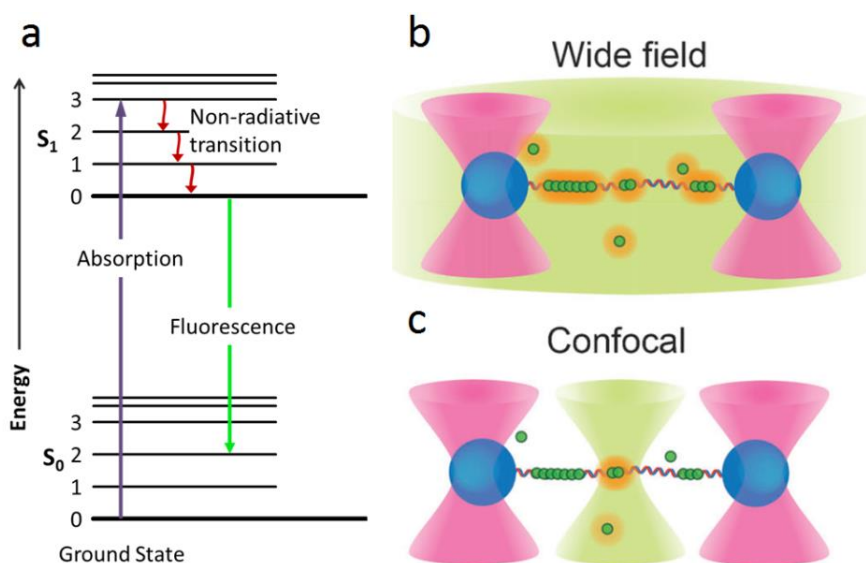 a
Energy
S1
3
2
1
0
Non-radiative
transition
Absorption
Fluorescence
S0
3
2
1
0
Ground State
b
Wide field
c
Confocal